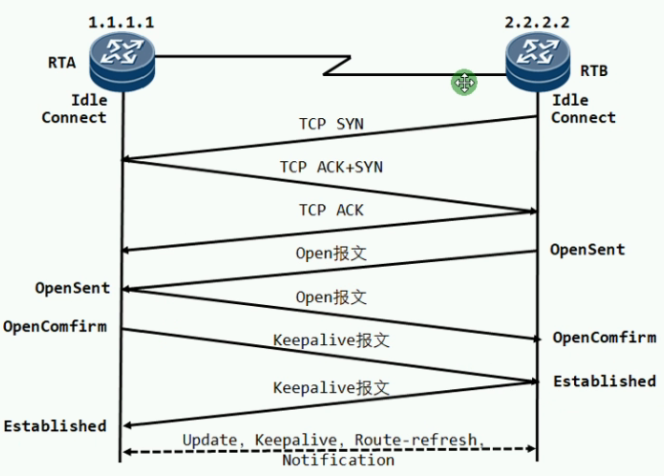 1.1.1.1
2.2.2.2
RTA
RTB
Idle
Connect
Idle
Connect
TCP SYN
TCP ACK+SYN
TCP ACK
Open报文
OpenSent
OpenSent
Open报文
OpenComfirm
Keepalive报文
OpenComfirm
Keepalive报文
Established
Established
Update、Keepalive、Route-refresh、
Notification